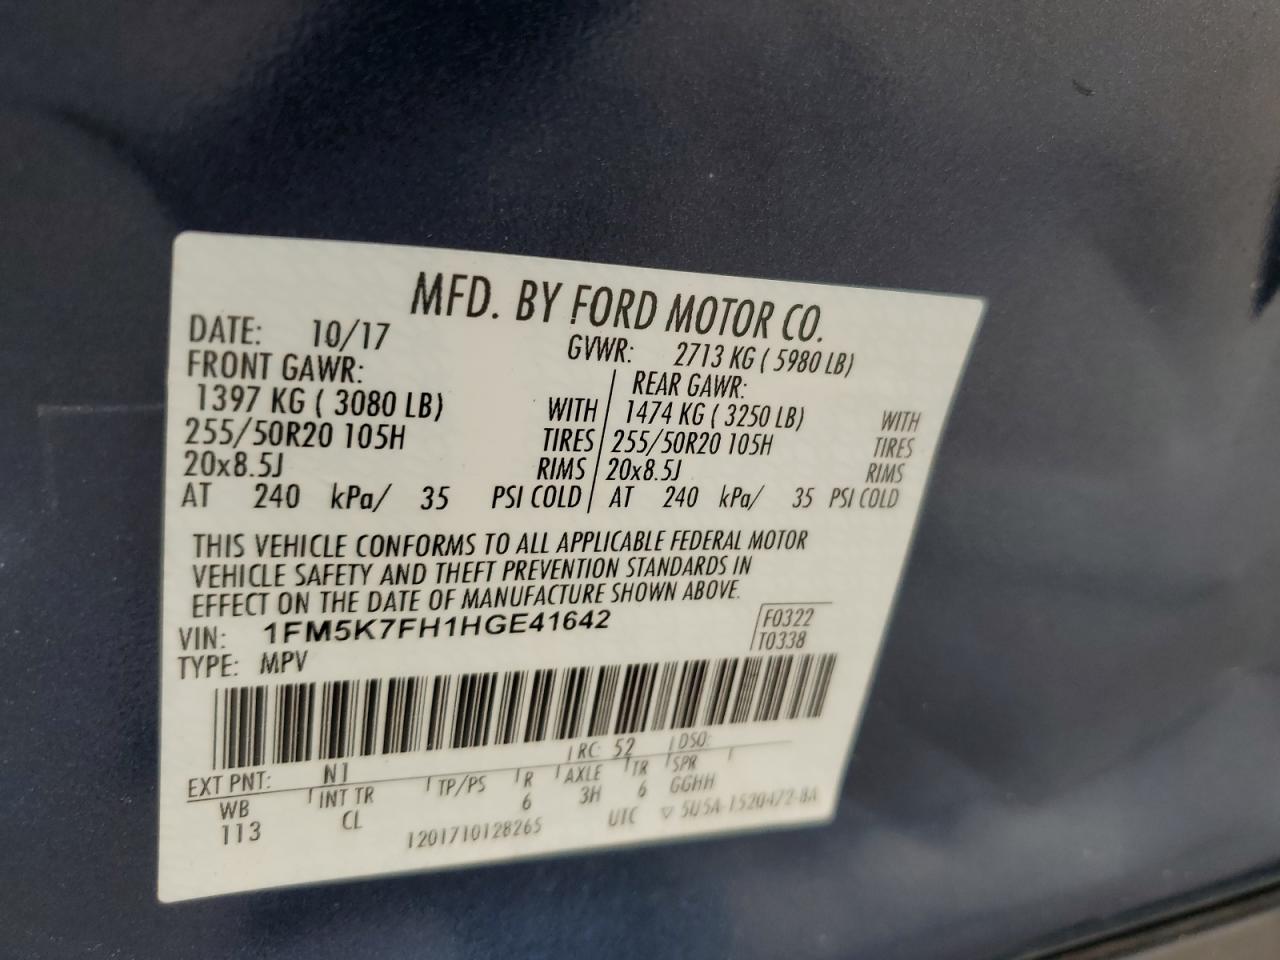 MFD. BY FORD MOTOR CO.
DATE: 10/17 GVWR: 2713 KG ( 5980 LB)
FRONT GAWR: REAR GAWR:
1397 KG ( 3080 LB) WITH 1474 KG ( 3250 LB) WITH
255/50R20 105H TIRES 255/50R20 105H TIRES
20x8.5J RIMS 20x8.5J RIMS
AT 240 kPa/ 35 PSI COLD AT 240 kPa/ 35 PSI COLD
THIS VEHICLE CONFORMS TO ALL APPLICABLE FEDERAL MOTOR
VEHICLE SAFETY AND THEFT PREVENTION STANDARDS IN
EFFECT ON THE DATE OF MANUFACTURE SHOWN ABOVE.
VIN: 1FM5K7FH1HGE41642 F0322
TYPE: MPV T0338
EXT PNT: N1 RC: 52 DSO:
WB INT TR TP/PS R AXLE TR SPR
113 CL 6 3H 6 GGHH
1201710128265 UTC ▽ 5U5A-1520472-BA